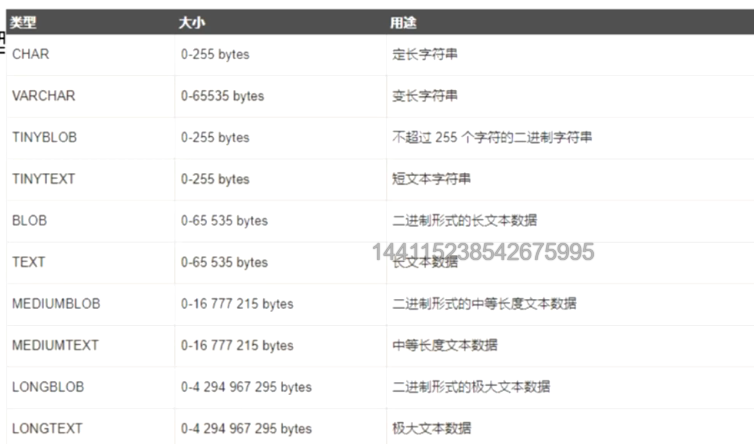 类型 大小 用途
CHAR 0-255 bytes 定长字符串
VARCHAR 0-65535 bytes 变长字符串
TINYBLOB 0-255 bytes 不超过 255 个字符的二进制字符串
TINYTEXT 0-255 bytes 短文本字符串
BLOB 0-65 535 bytes 二进制形式的长文本数据
144115238542675995
TEXT 0-65 535 bytes 长文本数据
MEDIUMBLOB 0-16 777 215 bytes 二进制形式的中等长度文本数据
MEDIUMTEXT 0-16 777 215 bytes 中等长度文本数据
LONGBLOB 0-4 294 967 295 bytes 二进制形式的极大文本数据
LONGTEXT 0-4 294 967 295 bytes 极大文本数据